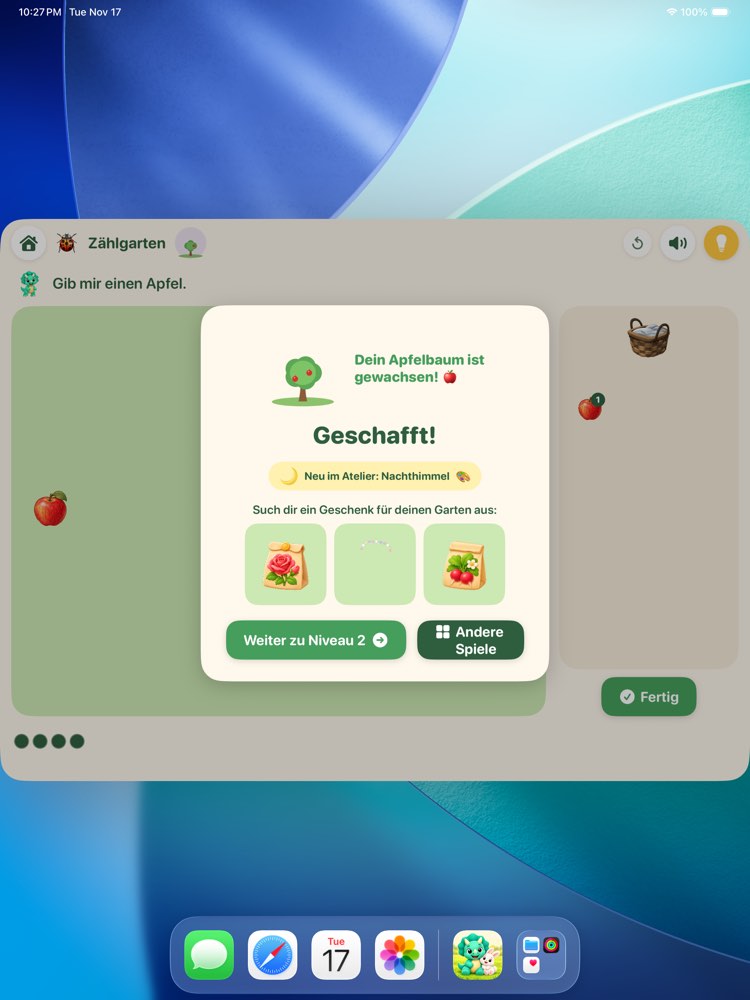 10:27 PM Tue Nov 17
100%
Zählgarten
Gib mir einen Apfel.
1
Dein Apfelbaum ist
gewachsen!
Geschafft!
Neu im Atelier: Nachthimmel
Such dir ein Geschenk für deinen Garten aus:
Weiter zu Niveau 2
Andere
Spiele
Fertig
Tue
17